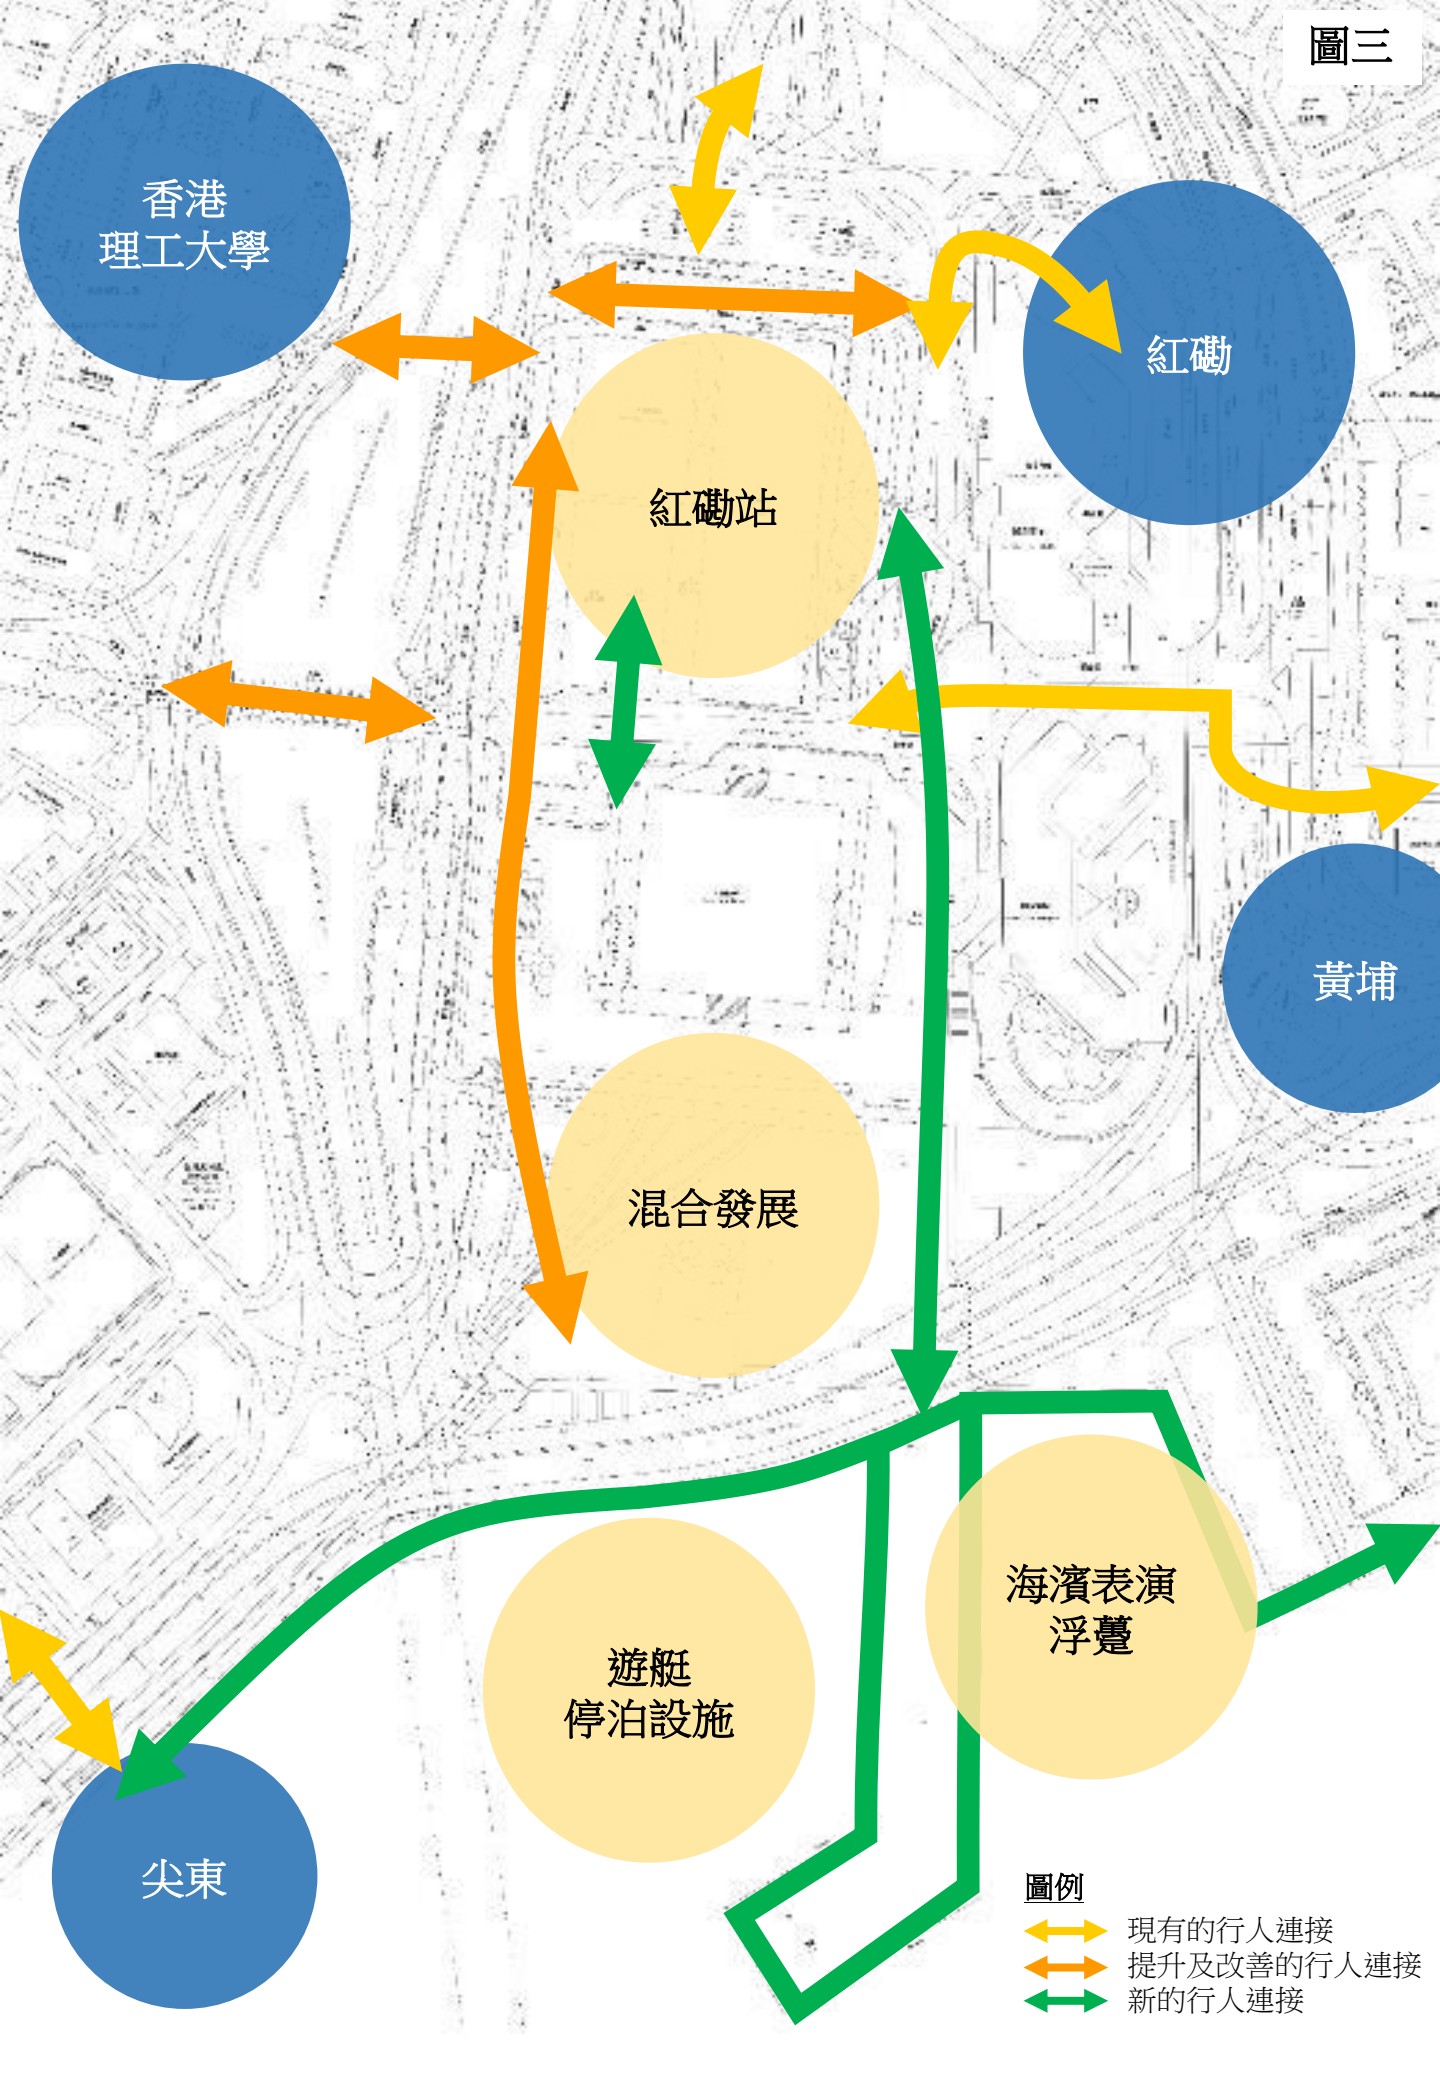 圖三
香港
理工大學
紅磡
紅磡站
黃埔
混合發展
海濱表演
浮躉
遊艇
停泊設施
尖東
圖例
現有的行人連接
提升及改善的行人連接
新的行人連接